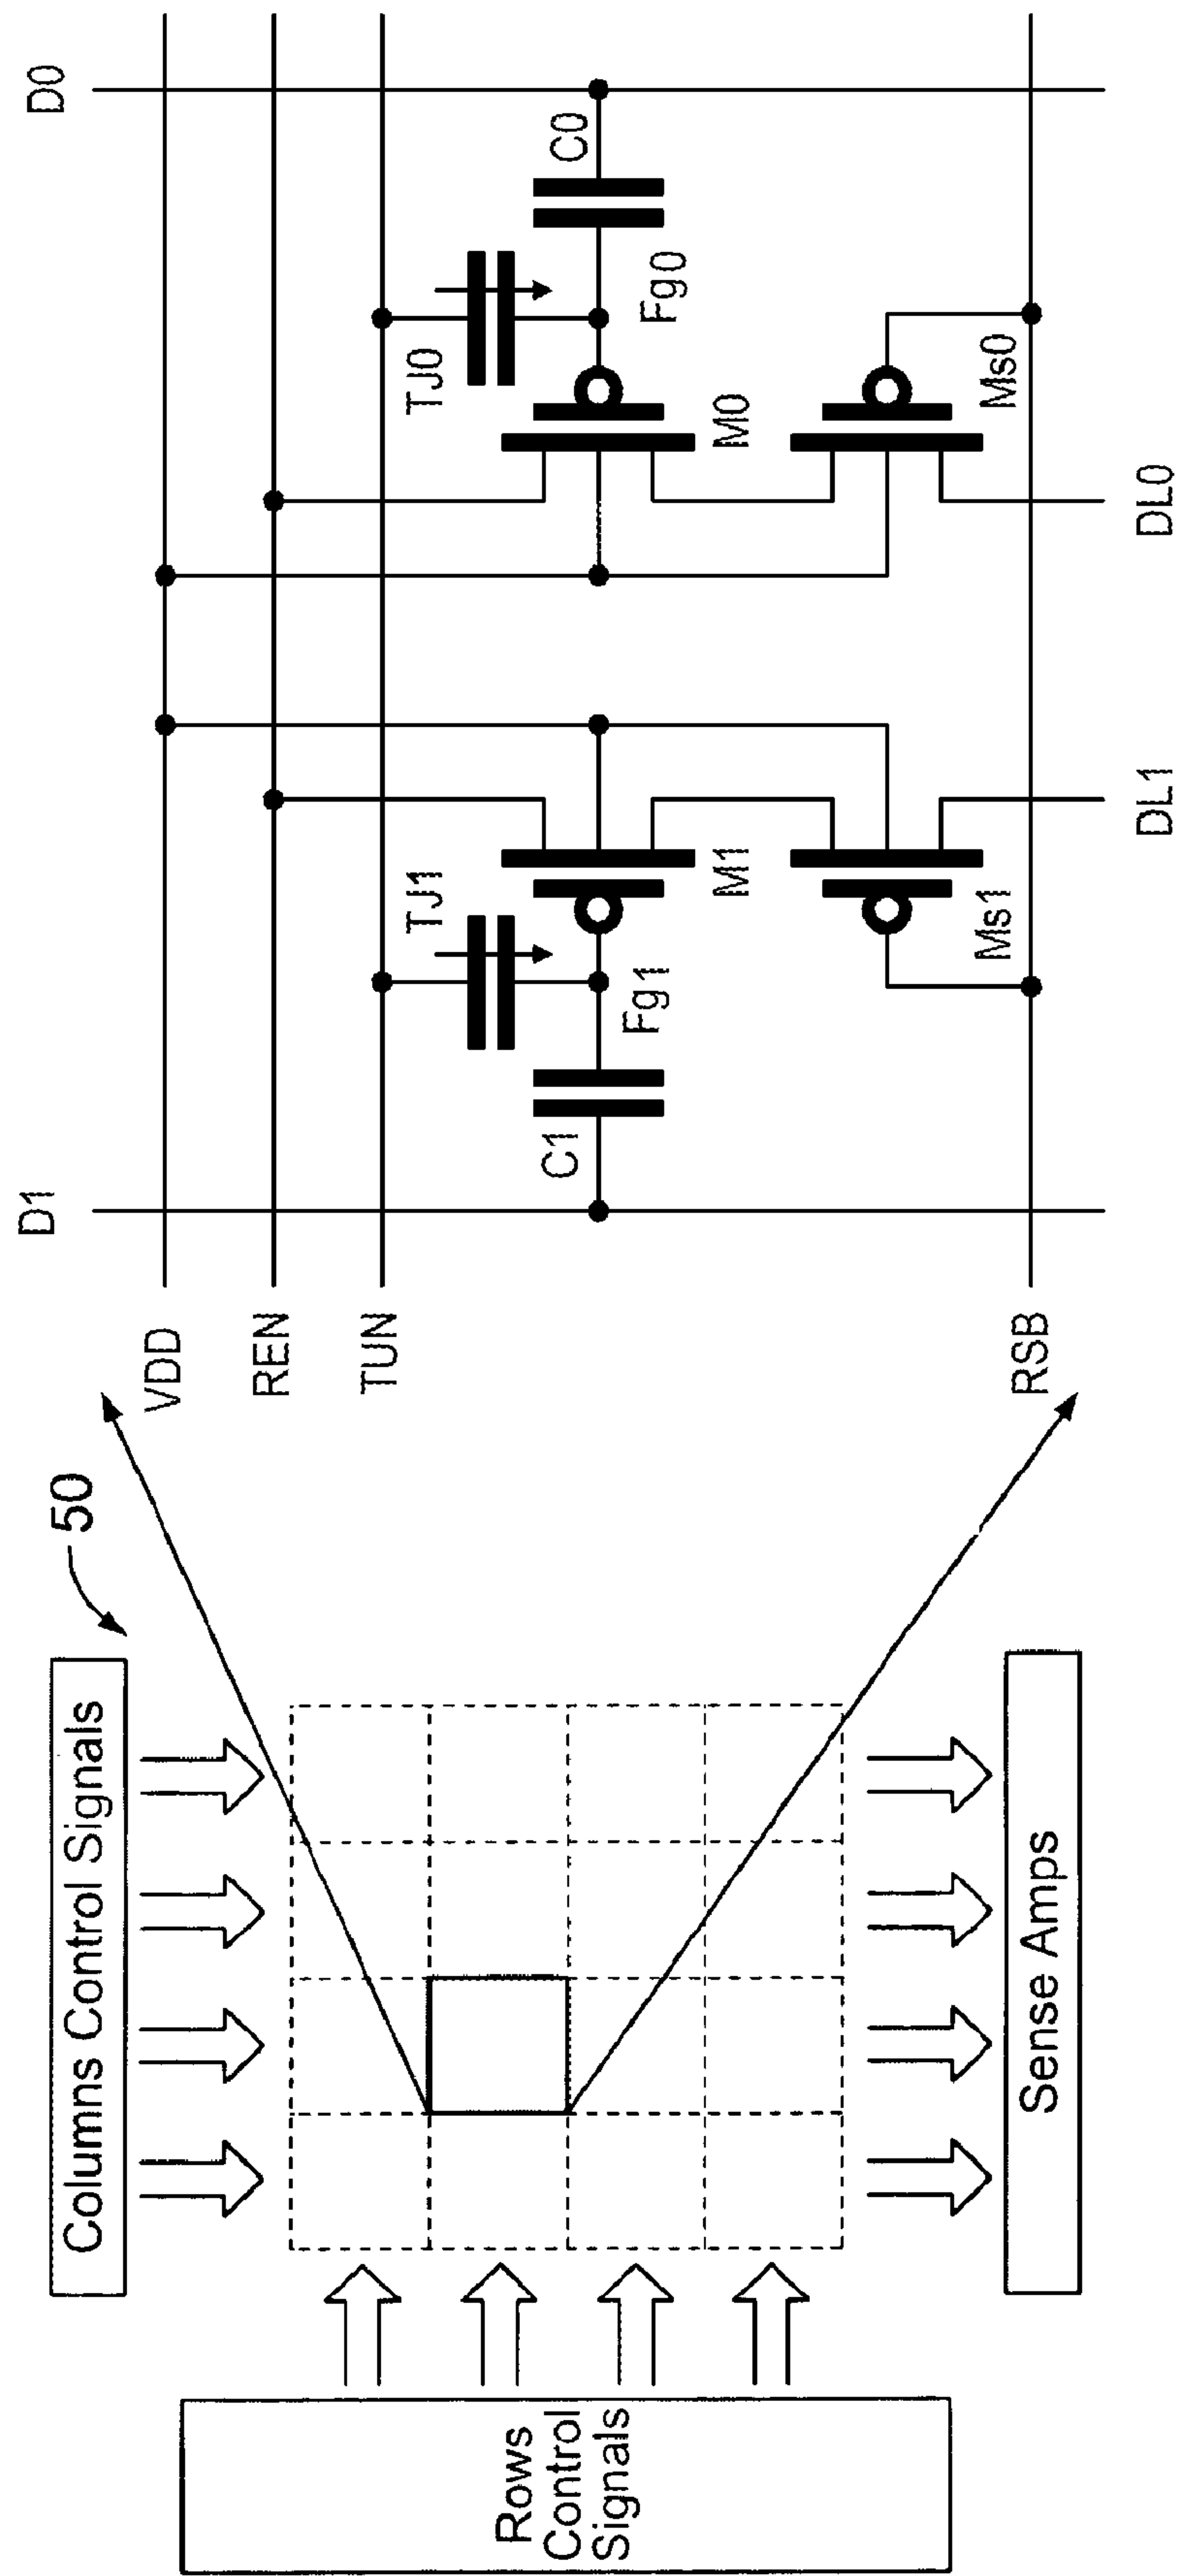 Columns Control Signals
50
Rows
Control
Signals
Sense Amps
D1
D0
VDD
REN
TUN
RSB
TJ1
TJ0
C1
Fg1
M1
M0
Fg0
C0
Ms1
Ms0
DL1
DL0